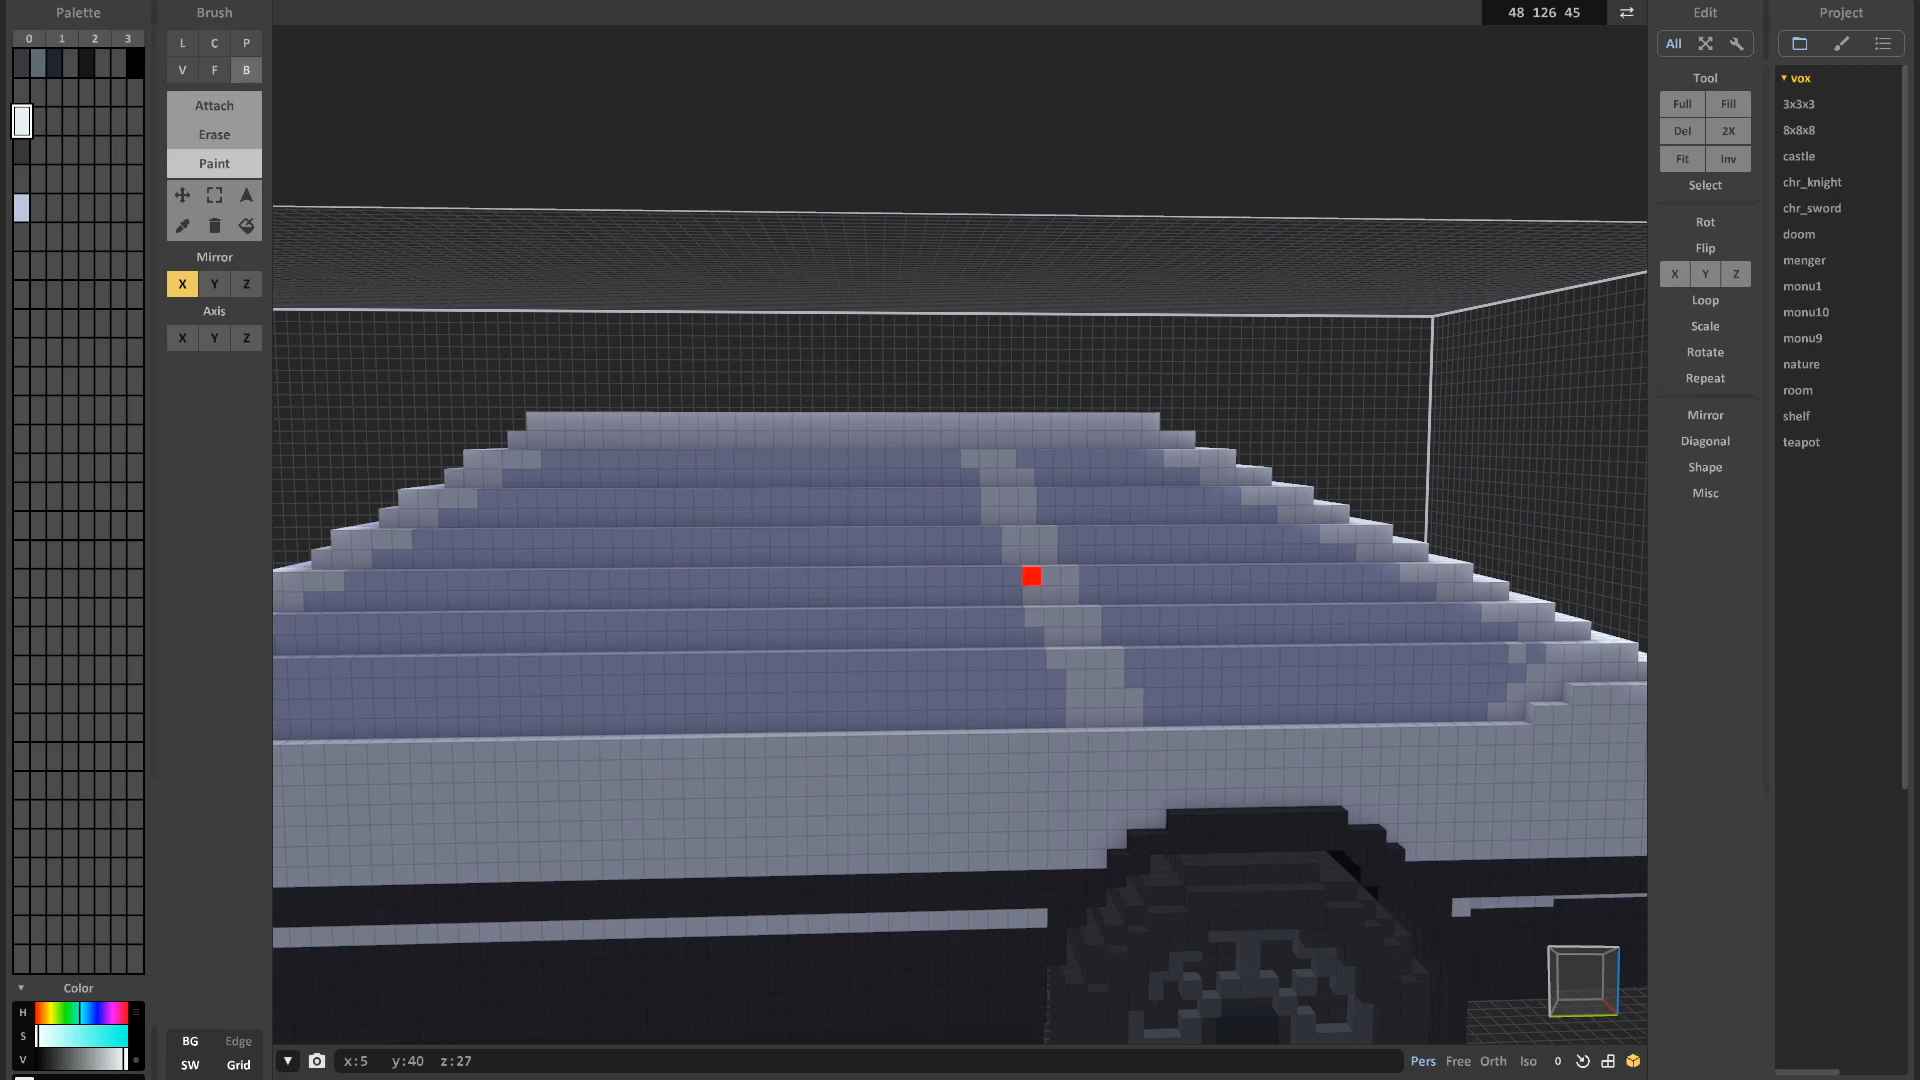 Palette
0 1 2 3
Color
H
S
V
Brush
L C P
V F B
Attach
Erase
Paint
Mirror
X Y Z
Axis
X Y Z
BG Edge
SW Grid
48 126 45
x:5 y:40 z:27
Pers Free Orth Iso 0
Edit
All
Tool
Full Fill
Del 2X
Fit Inv
Select
Rot
Flip
X Y Z
Loop
Scale
Rotate
Repeat
Mirror
Diagonal
Shape
Misc
Project
vox
3x3x3
8x8x8
castle
chr_knight
chr_sword
doom
menger
monu1
monu10
monu9
nature
room
shelf
teapot